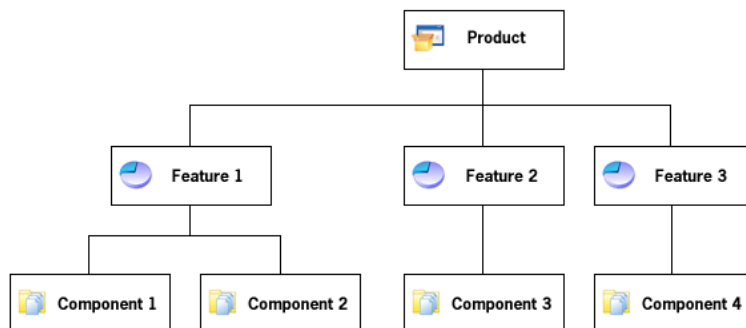 Product
Feature 1
Feature 2
Feature 3
Component 1
Component 2
Component 3
Component 4